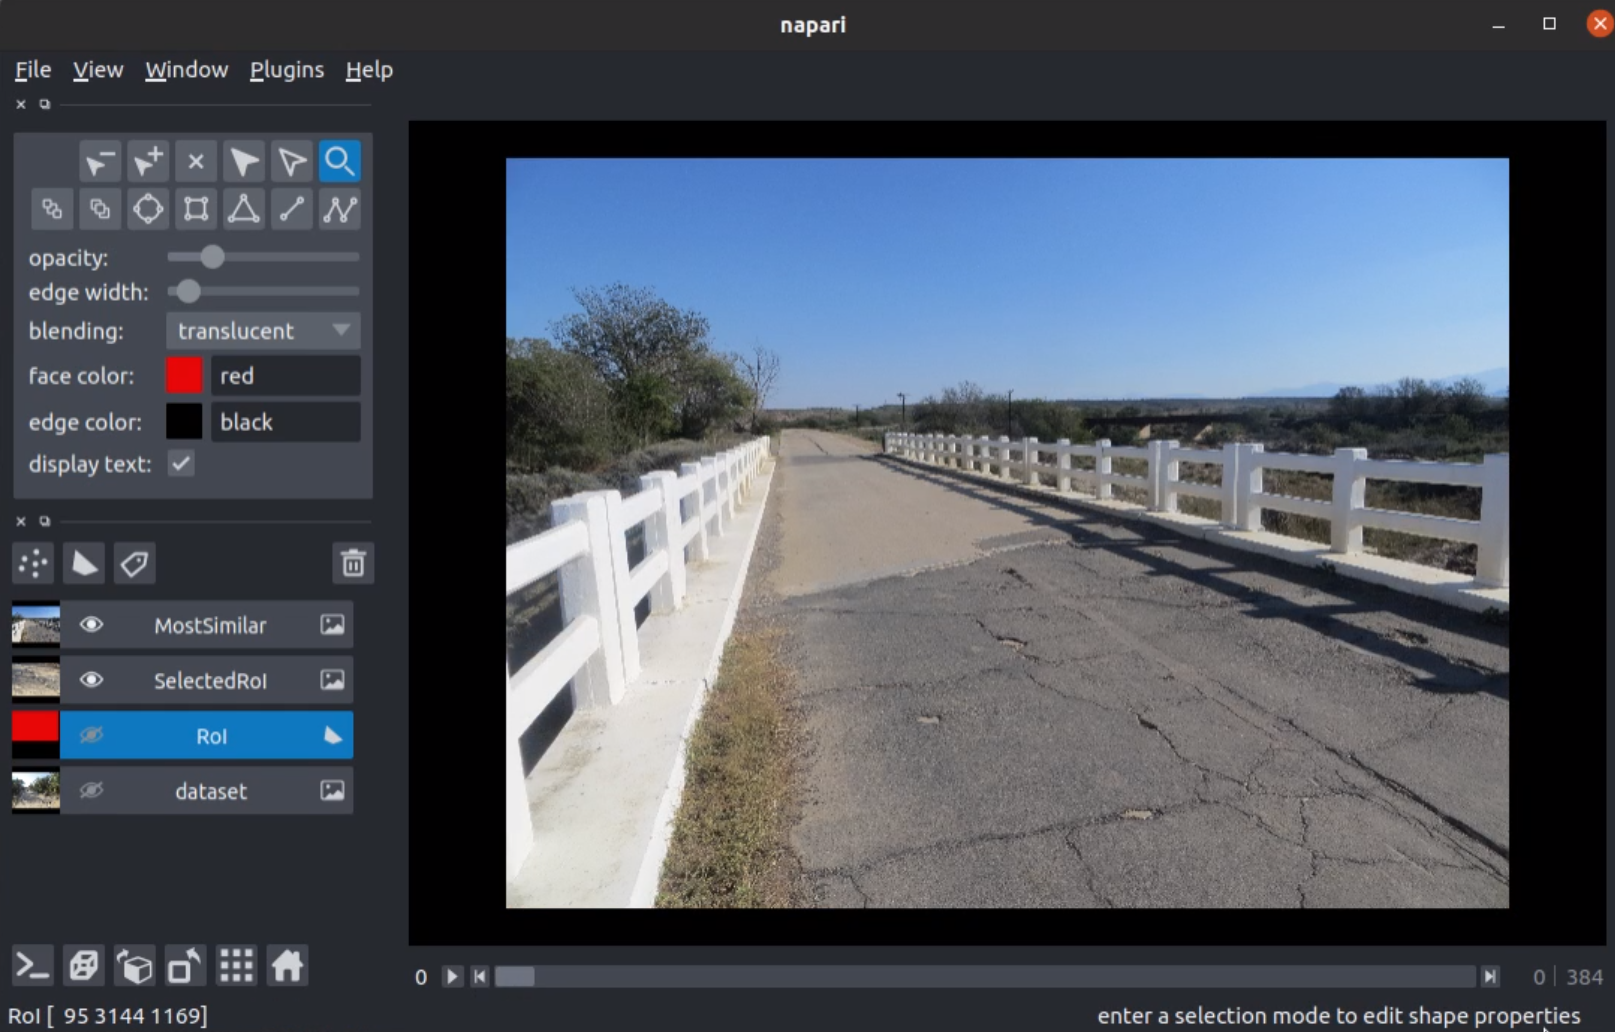 napari
File View Window Plugins Help
opacity:
edge width:
blending: translucent
face color: red
edge color: black
display text:
MostSimilar
SelectedRoI
RoI
dataset
0 0 384
RoI [ 95 3144 1169] enter a selection mode to edit shape properties